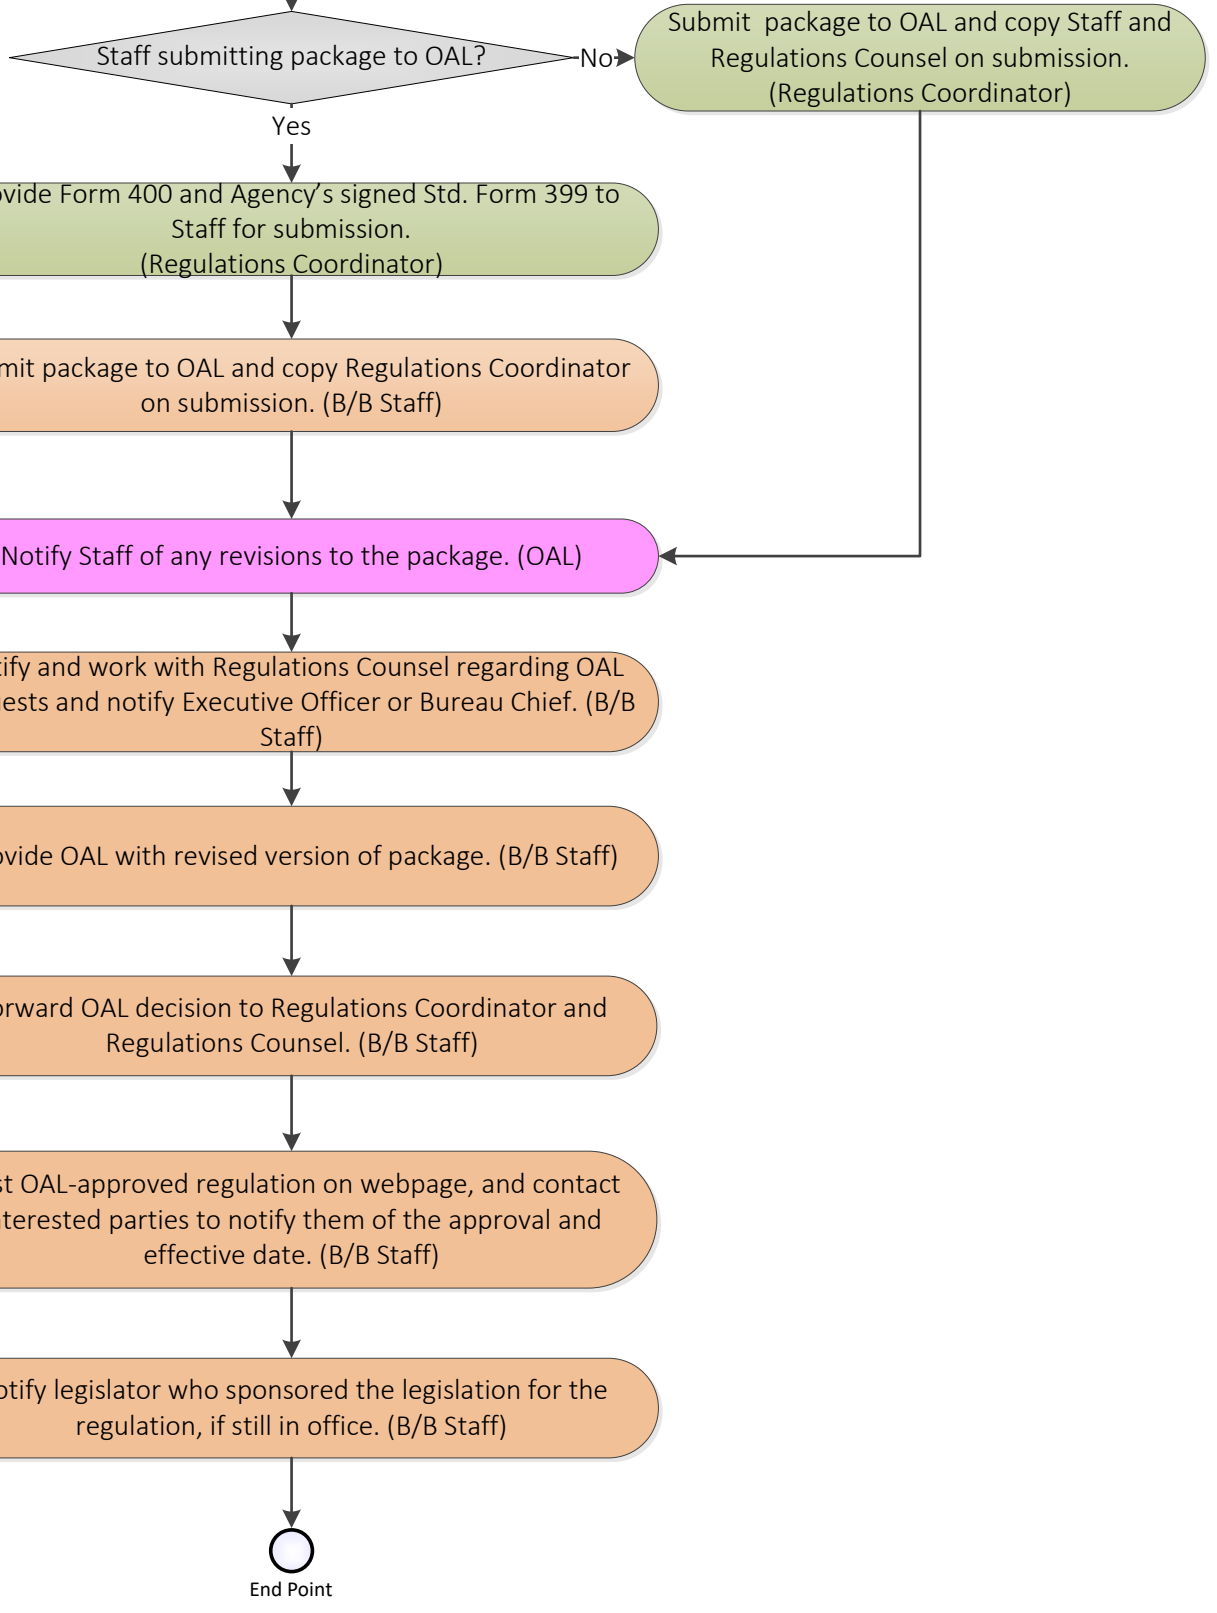 Staff submitting package to OAL?
No
Submit package to OAL and copy Staff and
Regulations Counsel on submission.
(Regulations Coordinator)
Yes
ovide Form 400 and Agency’s signed Std. Form 399 to
Staff for submission.
(Regulations Coordinator)
mit package to OAL and copy Regulations Coordinator
on submission. (B/B Staff)
Notify Staff of any revisions to the package. (OAL)
tify and work with Regulations Counsel regarding OAL
uests and notify Executive Officer or Bureau Chief. (B/B
Staff)
ovide OAL with revised version of package. (B/B Staff)
orward OAL decision to Regulations Coordinator and
Regulations Counsel. (B/B Staff)
st OAL-approved regulation on webpage, and contact
nterested parties to notify them of the approval and
effective date. (B/B Staff)
otify legislator who sponsored the legislation for the
regulation, if still in office. (B/B Staff)
End Point